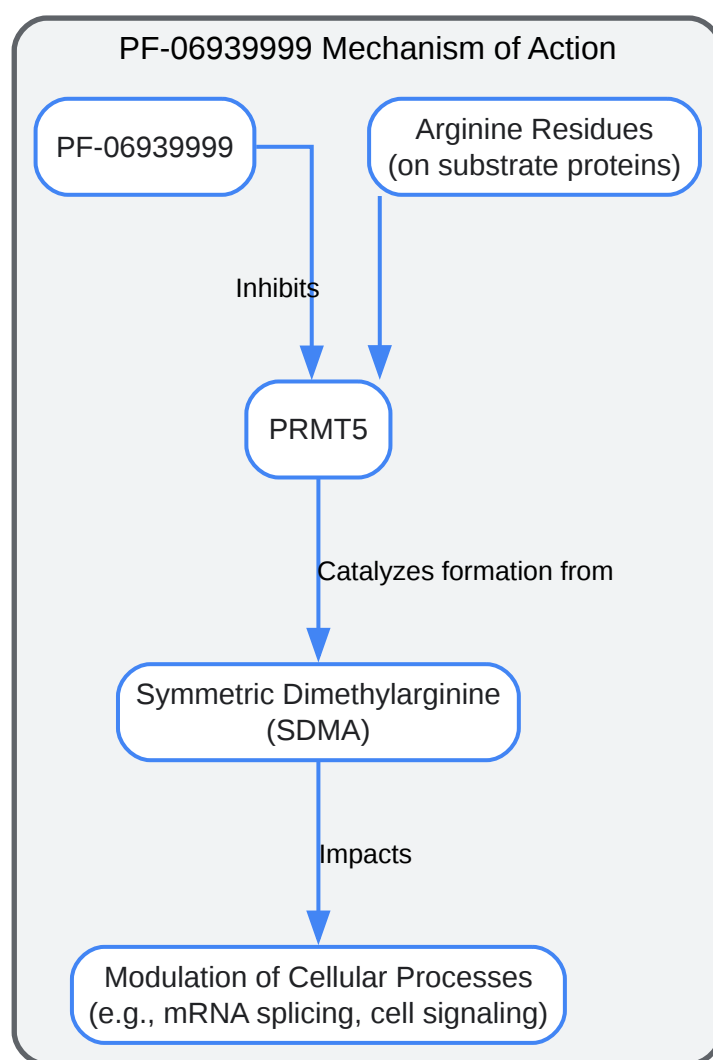 PF-06939999 Mechanism of Action
PF-06939999
Arginine Residues
(on substrate proteins)
Inhibits
PRMT5
Catalyzes formation from
Symmetric Dimethylarginine
(SDMA)
Impacts
Modulation of Cellular Processes
(e.g., mRNA splicing, cell signaling)